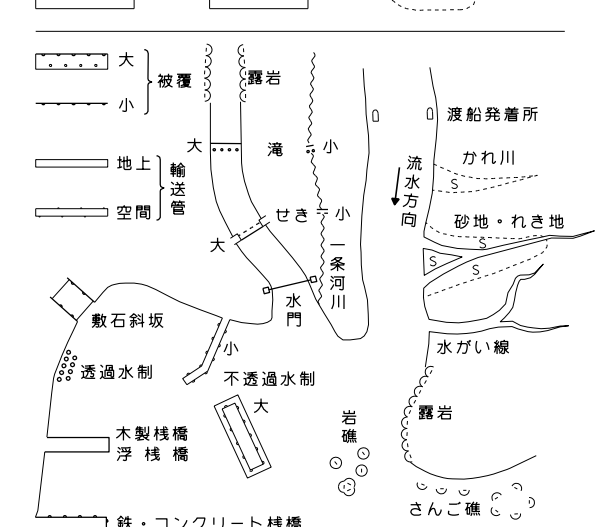 大
被覆
小
露岩
渡船発着所
大
滝
小
地上
輸送管
空間
流水方向
かれ川
S
せき
小
砂地・れき地
大
S
一条河川
S
S
水門
敷石斜坂
小
水がい線
透過水制
不透過水制
大
岩礁
露岩
木製桟橋
浮桟橋
さんご礁
鉄・コンクリート桟橋